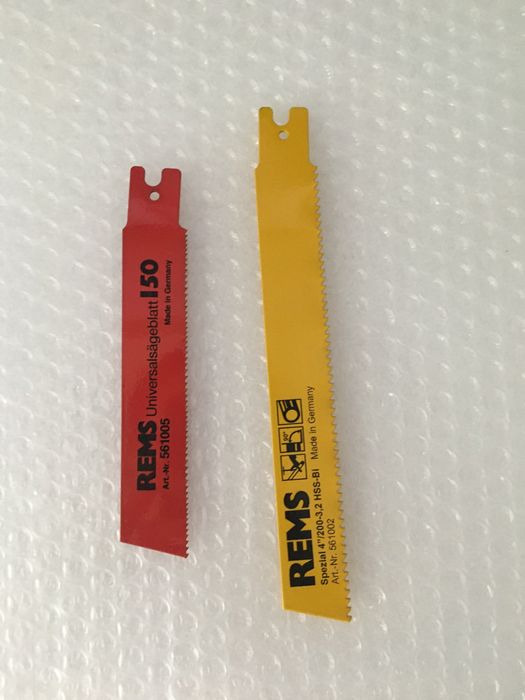 REMS Universalsägeblatt 150
Art.-Nr. 561005 Made in Germany
REMS 90°
Spezial 4"/200-3,2 HSS-Bi Made in Germany
Art.-Nr. 561002